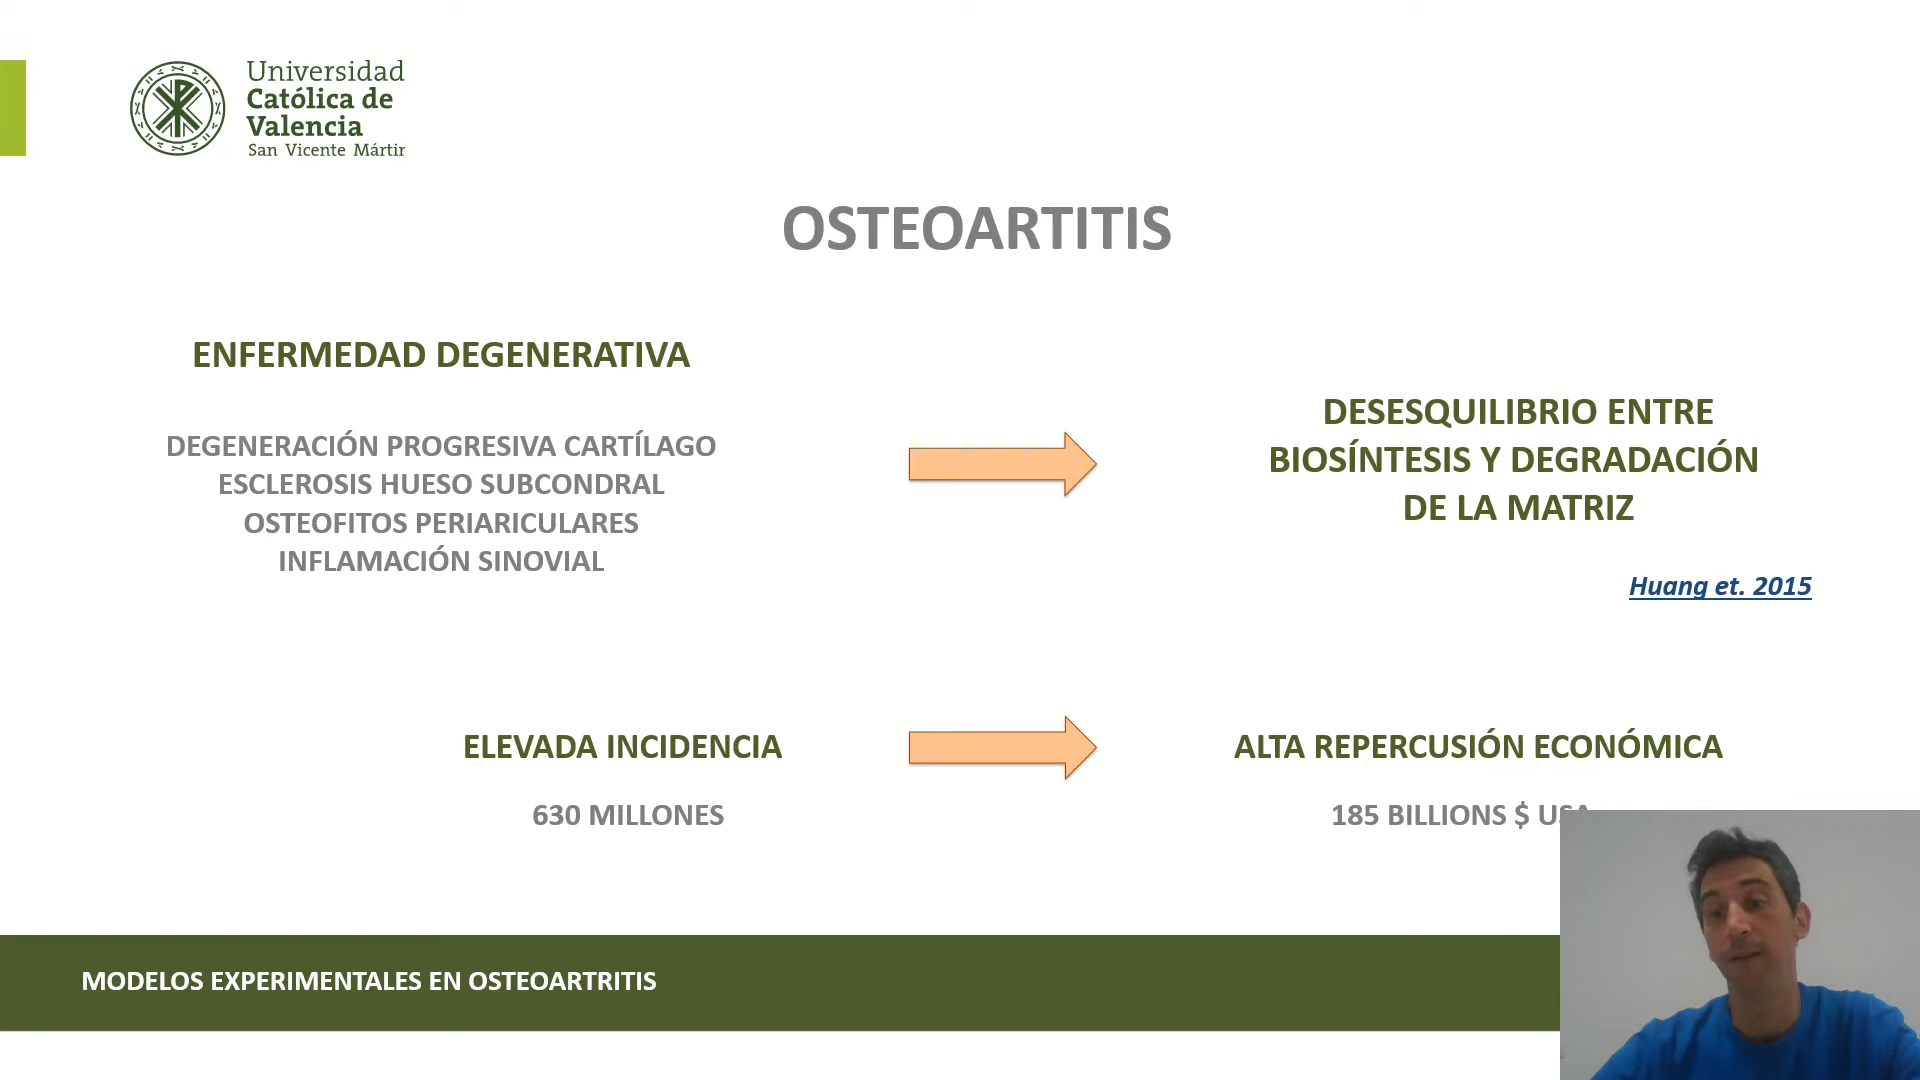 Universidad
Católica de
Valencia
San Vicente Mártir
OSTEOARTITIS
ENFERMEDAD DEGENERATIVA
DEGENERACIÓN PROGRESIVA CARTÍLAGO
ESCLEROSIS HUESO SUBCONDRAL
OSTEOFITOS PERIARICULARES
INFLAMACIÓN SINOVIAL
DESESQUILIBRIO ENTRE
BIOSÍNTESIS Y DEGRADACIÓN
DE LA MATRIZ
Huang et. 2015
ELEVADA INCIDENCIA
630 MILLONES
ALTA REPERCUSIÓN ECONÓMICA
185 BILLIONS $ USA
MODELOS EXPERIMENTALES EN OSTEOARTRITIS